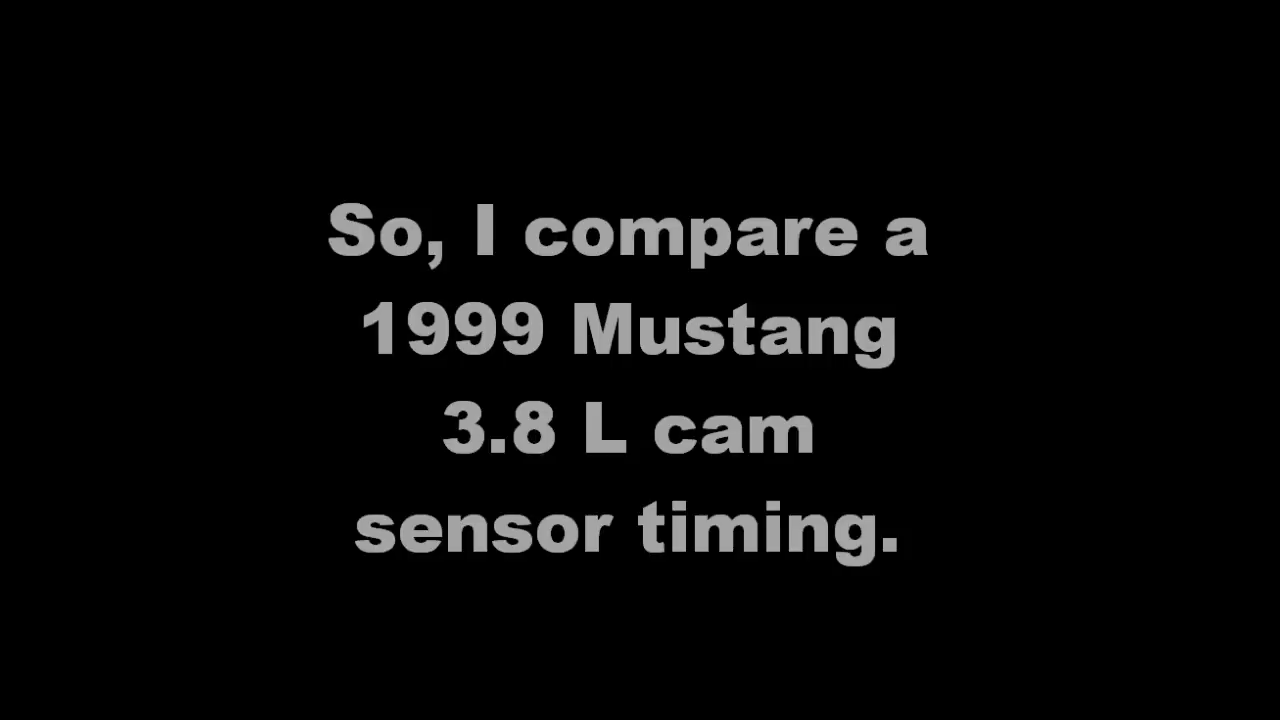 So, I compare a
1999 Mustang
3.8 L cam
sensor timing.